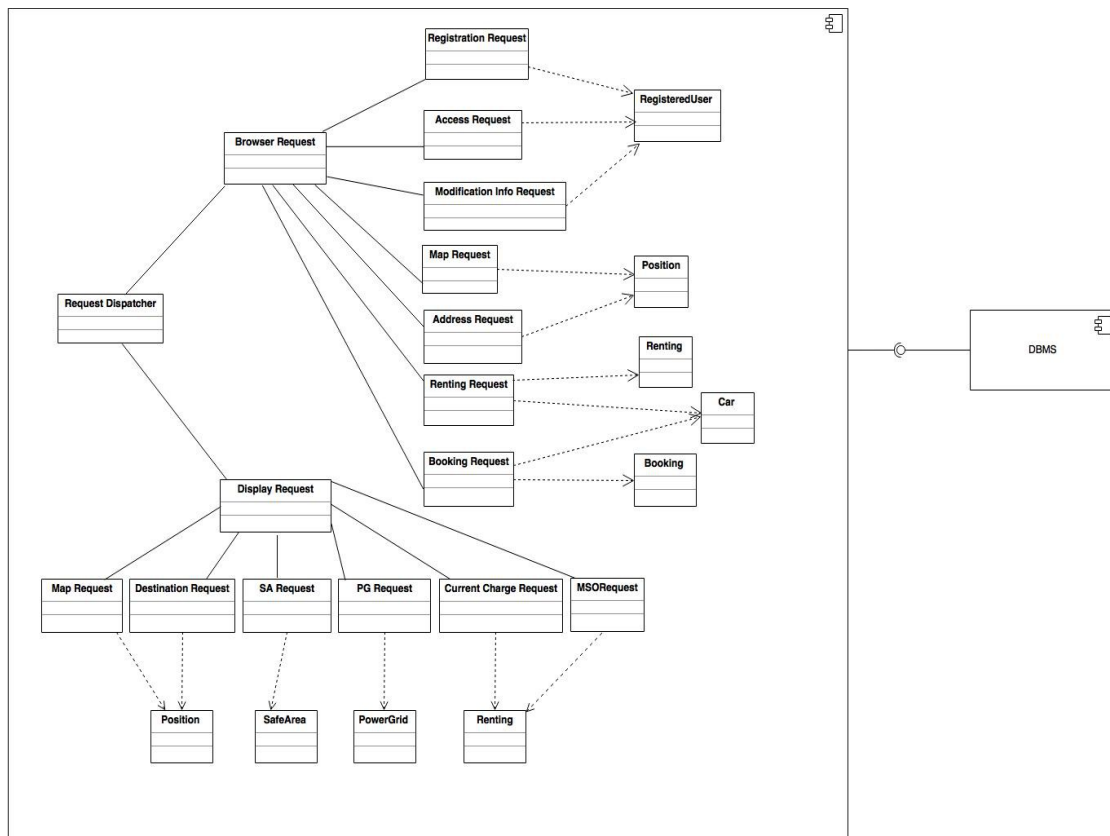 Registration Request
RegisteredUser
Access Request
Browser Request
Modification Info Request
Map Request
Position
Request Dispatcher
Address Request
Renting
DBMS
Renting Request
Car
Booking Request
Booking
Display Request
Map Request
Destination Request
SA Request
PG Request
Current Charge Request
MSORequest
Position
SafeArea
PowerGrid
Renting